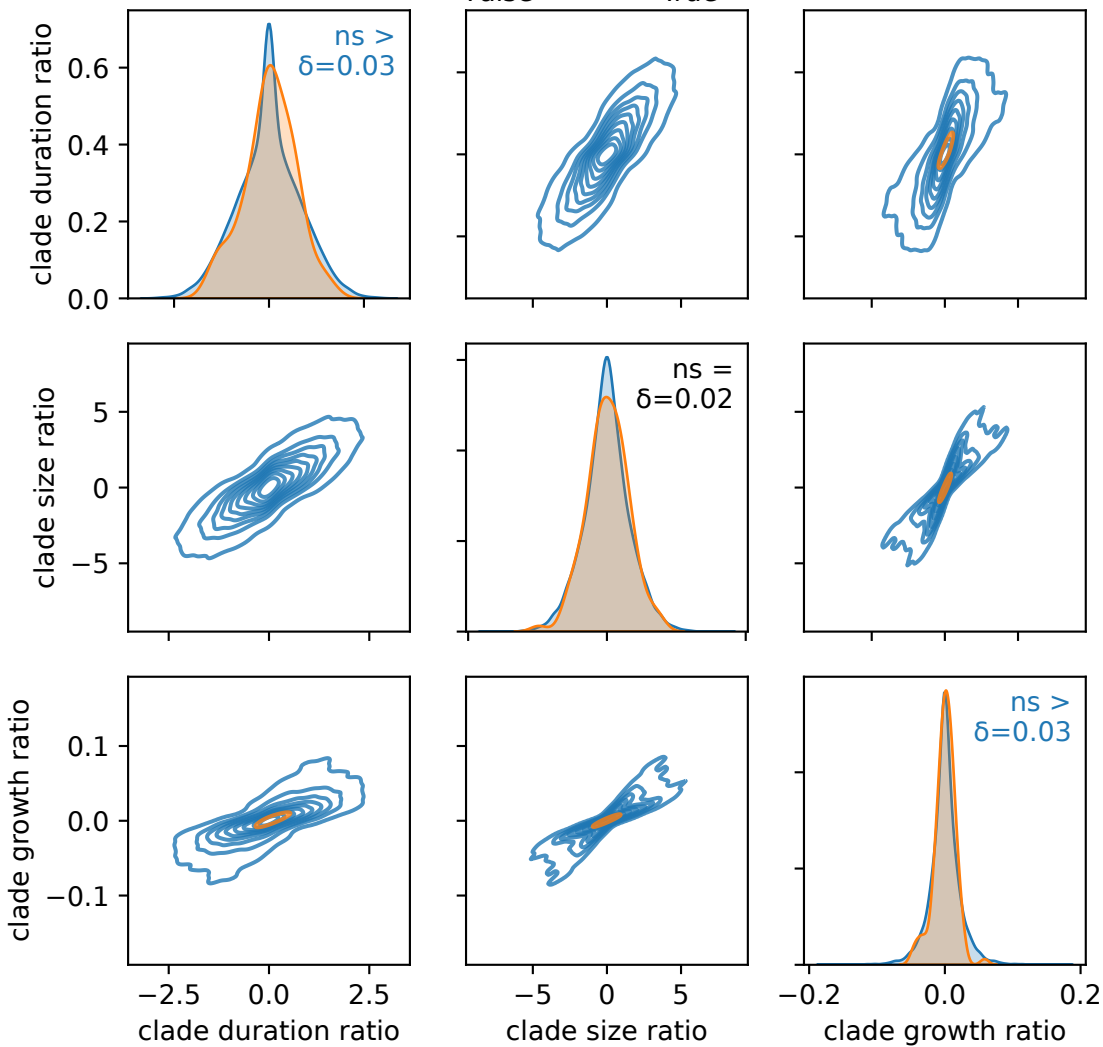 clade duration ratio
0.6
0.4
0.2
0.0
ns >
δ=0.03
clade size ratio
5
0
−5
ns =
δ=0.02
clade growth ratio
0.1
0.0
−0.1
ns >
δ=0.03
−2.5
0.0
2.5
−5
0
5
−0.2
0.0
0.2
clade duration ratio
clade size ratio
clade growth ratio